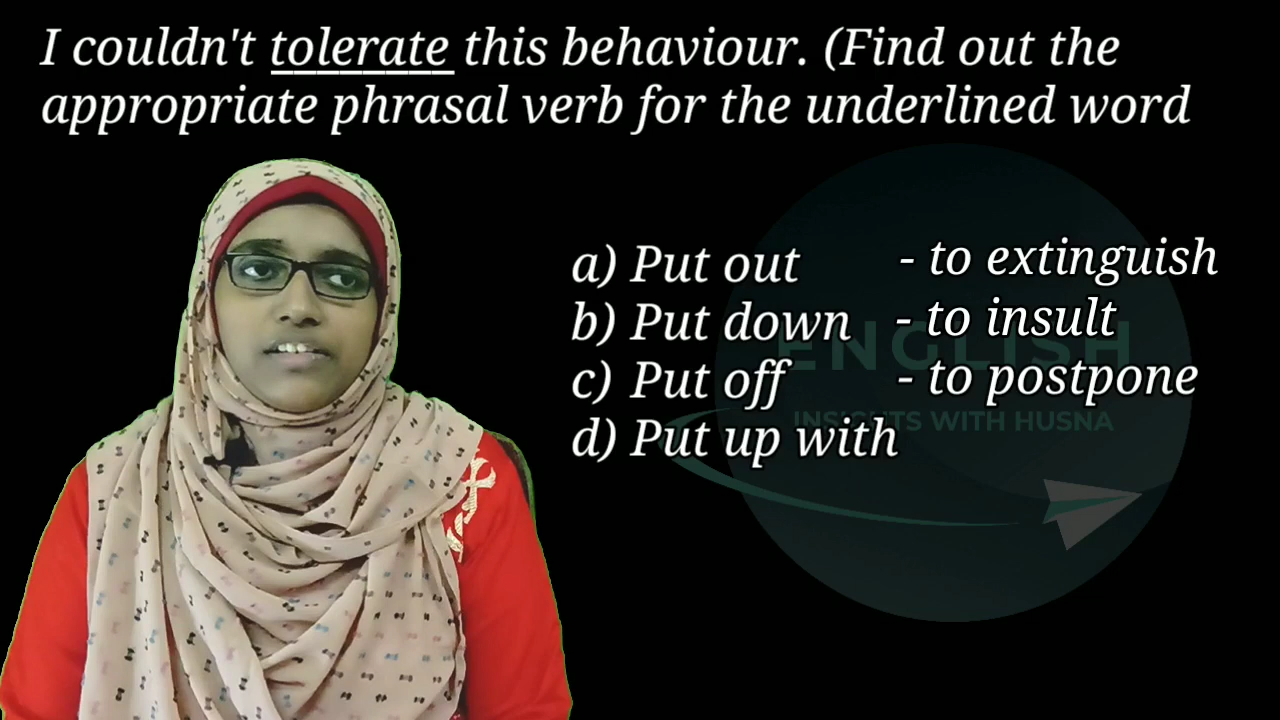 I couldn't tolerate this behaviour. (Find out the
appropriate phrasal verb for the underlined word
a) Put out - to extinguish
b) Put down - to insult
c) Put off - to postpone
d) Put up with
ENGLISH
INSIGHTS WITH HUSNA